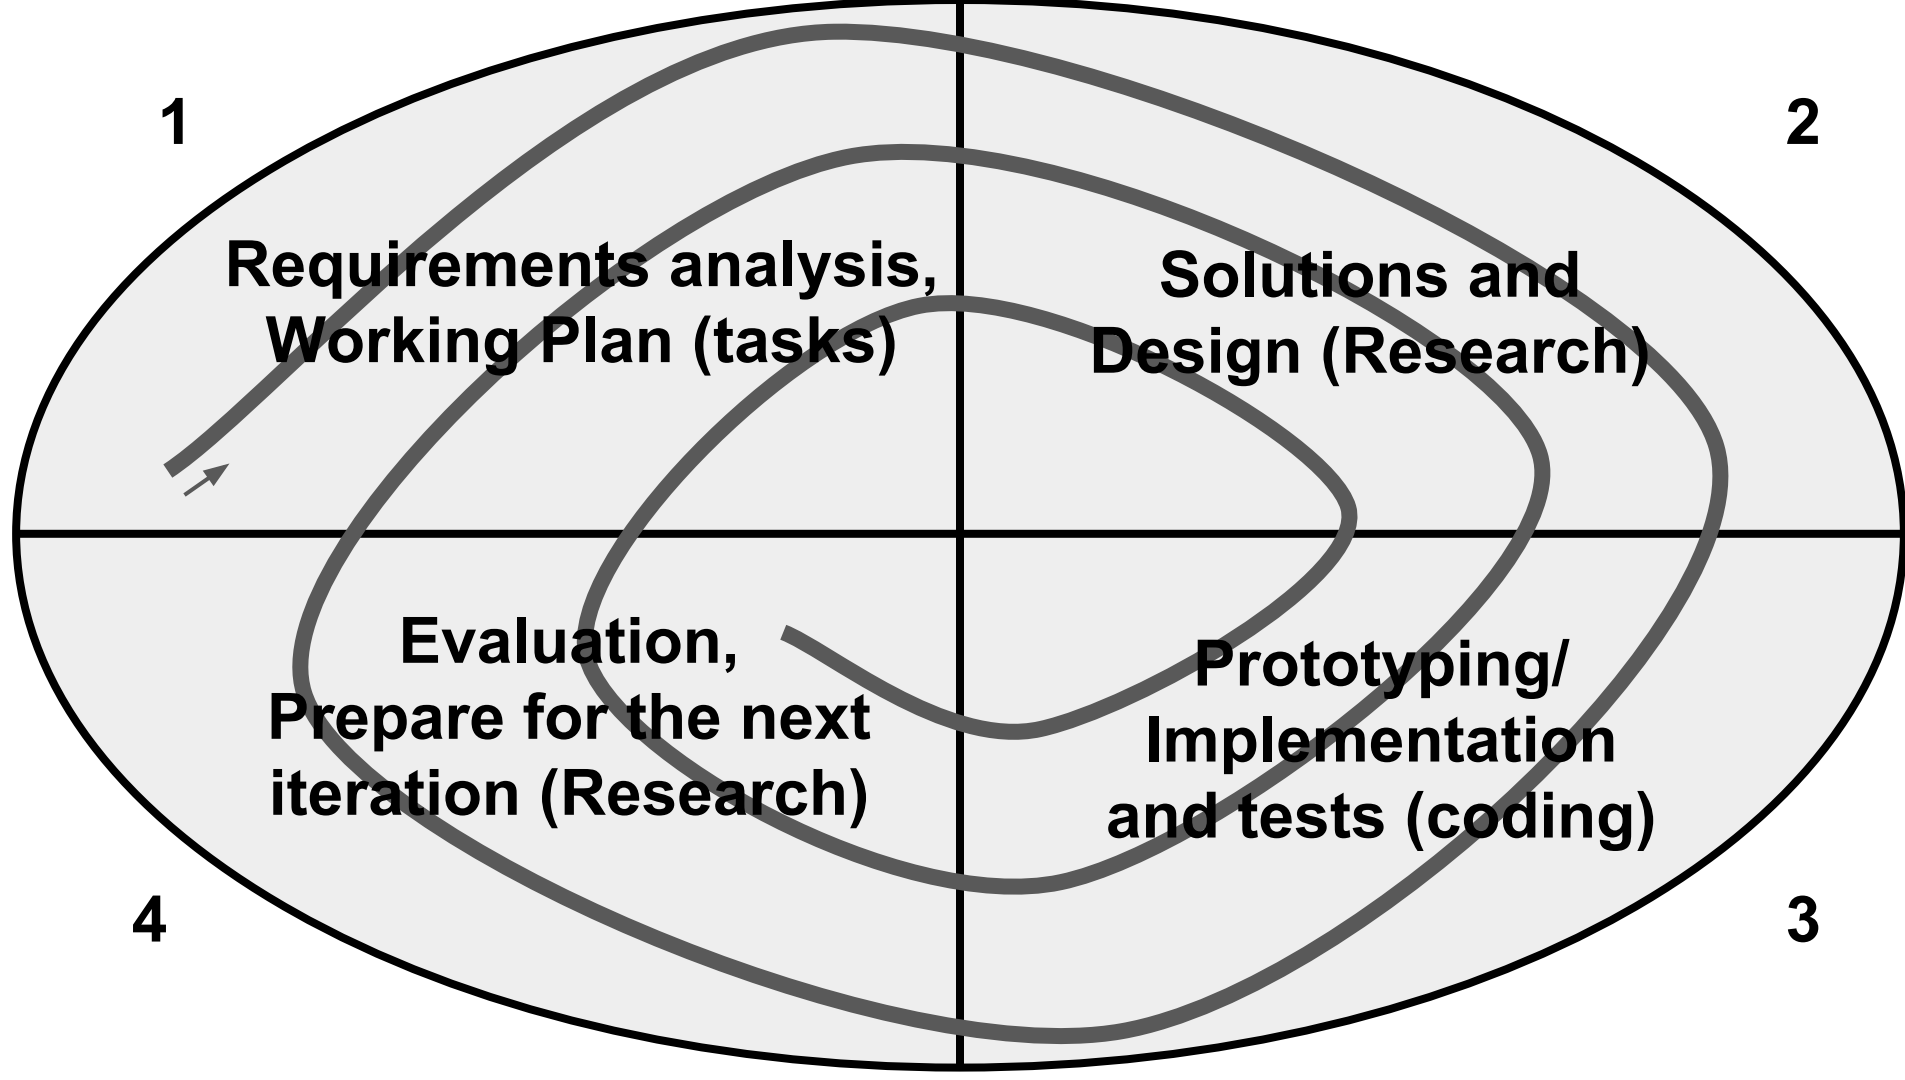 1
Requirements analysis,
Working Plan (tasks)
2
Solutions and
Design (Research)
3
Prototyping/
Implementation
and tests (coding)
4
Evaluation,
Prepare for the next
iteration (Research)